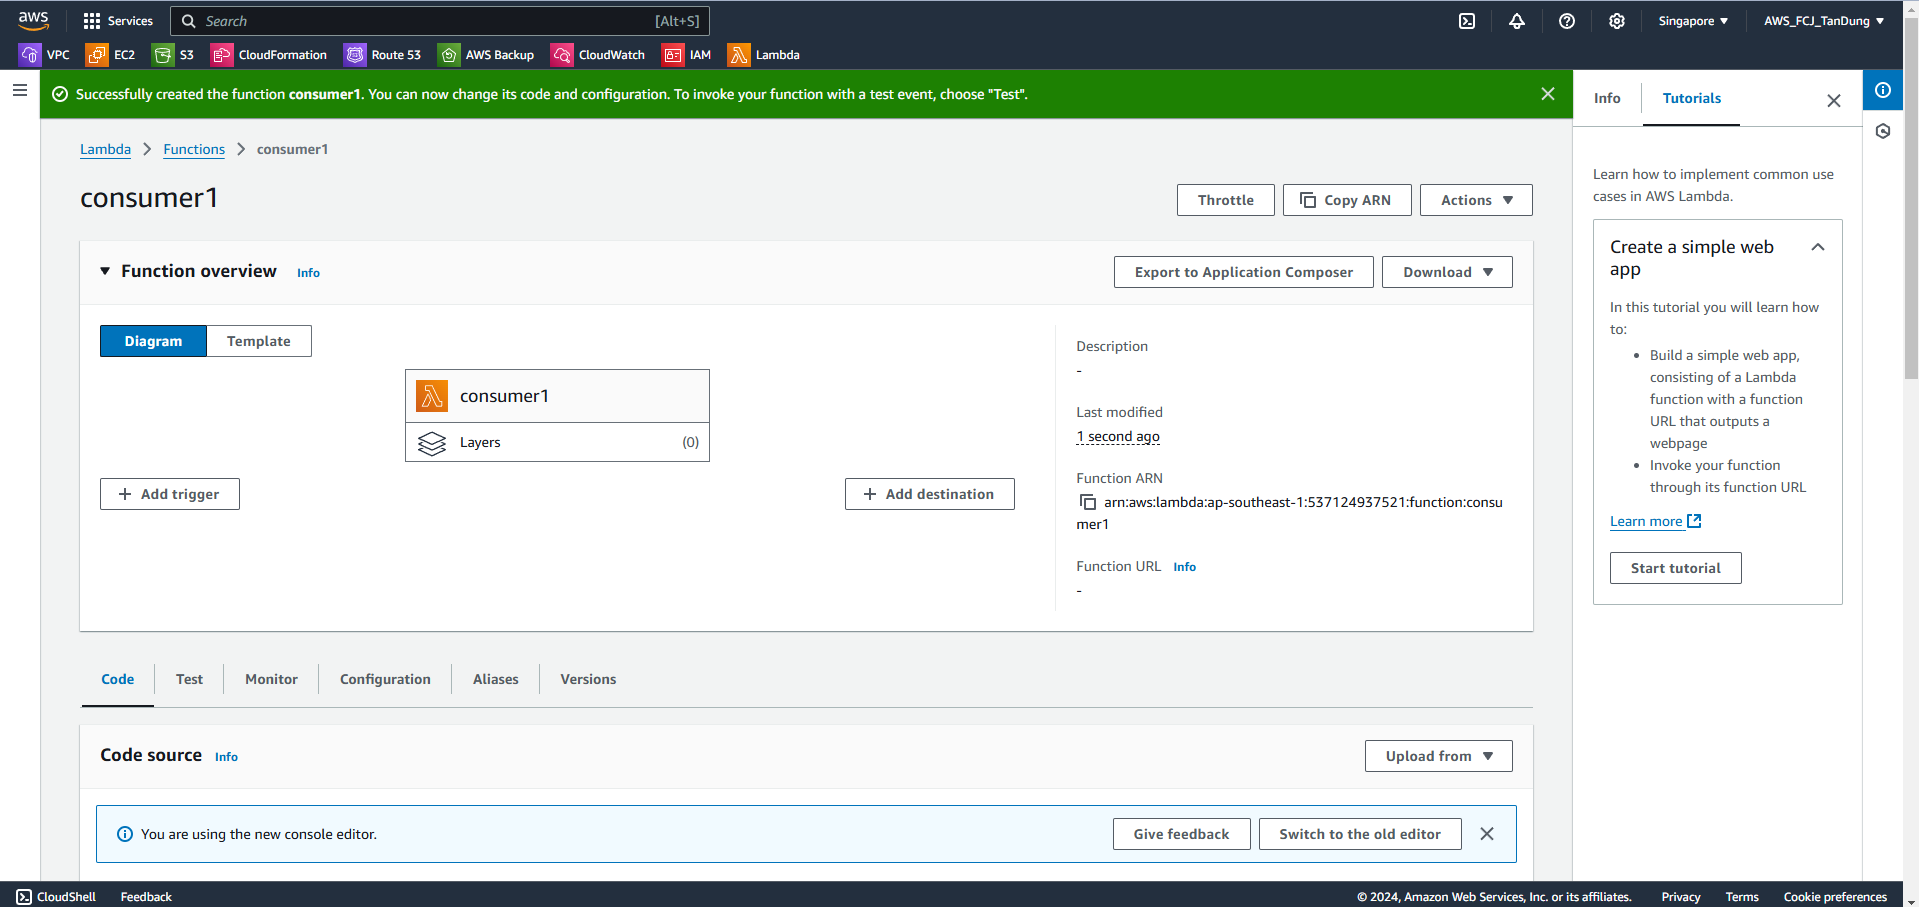 aws
Services
Search
[Alt+S]
Singapore
AWS_FCJ_TanDung
VPC
EC2
S3
CloudFormation
Route 53
AWS Backup
CloudWatch
IAM
Lambda
Successfully created the function consumer1. You can now change its code and configuration. To invoke your function with a test event, choose "Test".
Lambda
Functions
consumer1
consumer1
Throttle
Copy ARN
Actions
Function overview
Info
Export to Application Composer
Download
Diagram
Template
consumer1
Layers
(0)
Add trigger
Add destination
Description
-
Last modified
1 second ago
Function ARN
arn:aws:lambda:ap-southeast-1:537124937521:function:consu
mer1
Function URL
Info
-
Code
Test
Monitor
Configuration
Aliases
Versions
Code source
Info
Upload from
You are using the new console editor.
Give feedback
Switch to the old editor
Info
Tutorials
Learn how to implement common use
cases in AWS Lambda.
Create a simple web
app
In this tutorial you will learn how
to:
• Build a simple web app,
consisting of a Lambda
function with a function
URL that outputs a
webpage
• Invoke your function
through its function URL
Learn more
Start tutorial
CloudShell
Feedback
© 2024, Amazon Web Services, Inc. or its affiliates.
Privacy
Terms
Cookie preferences